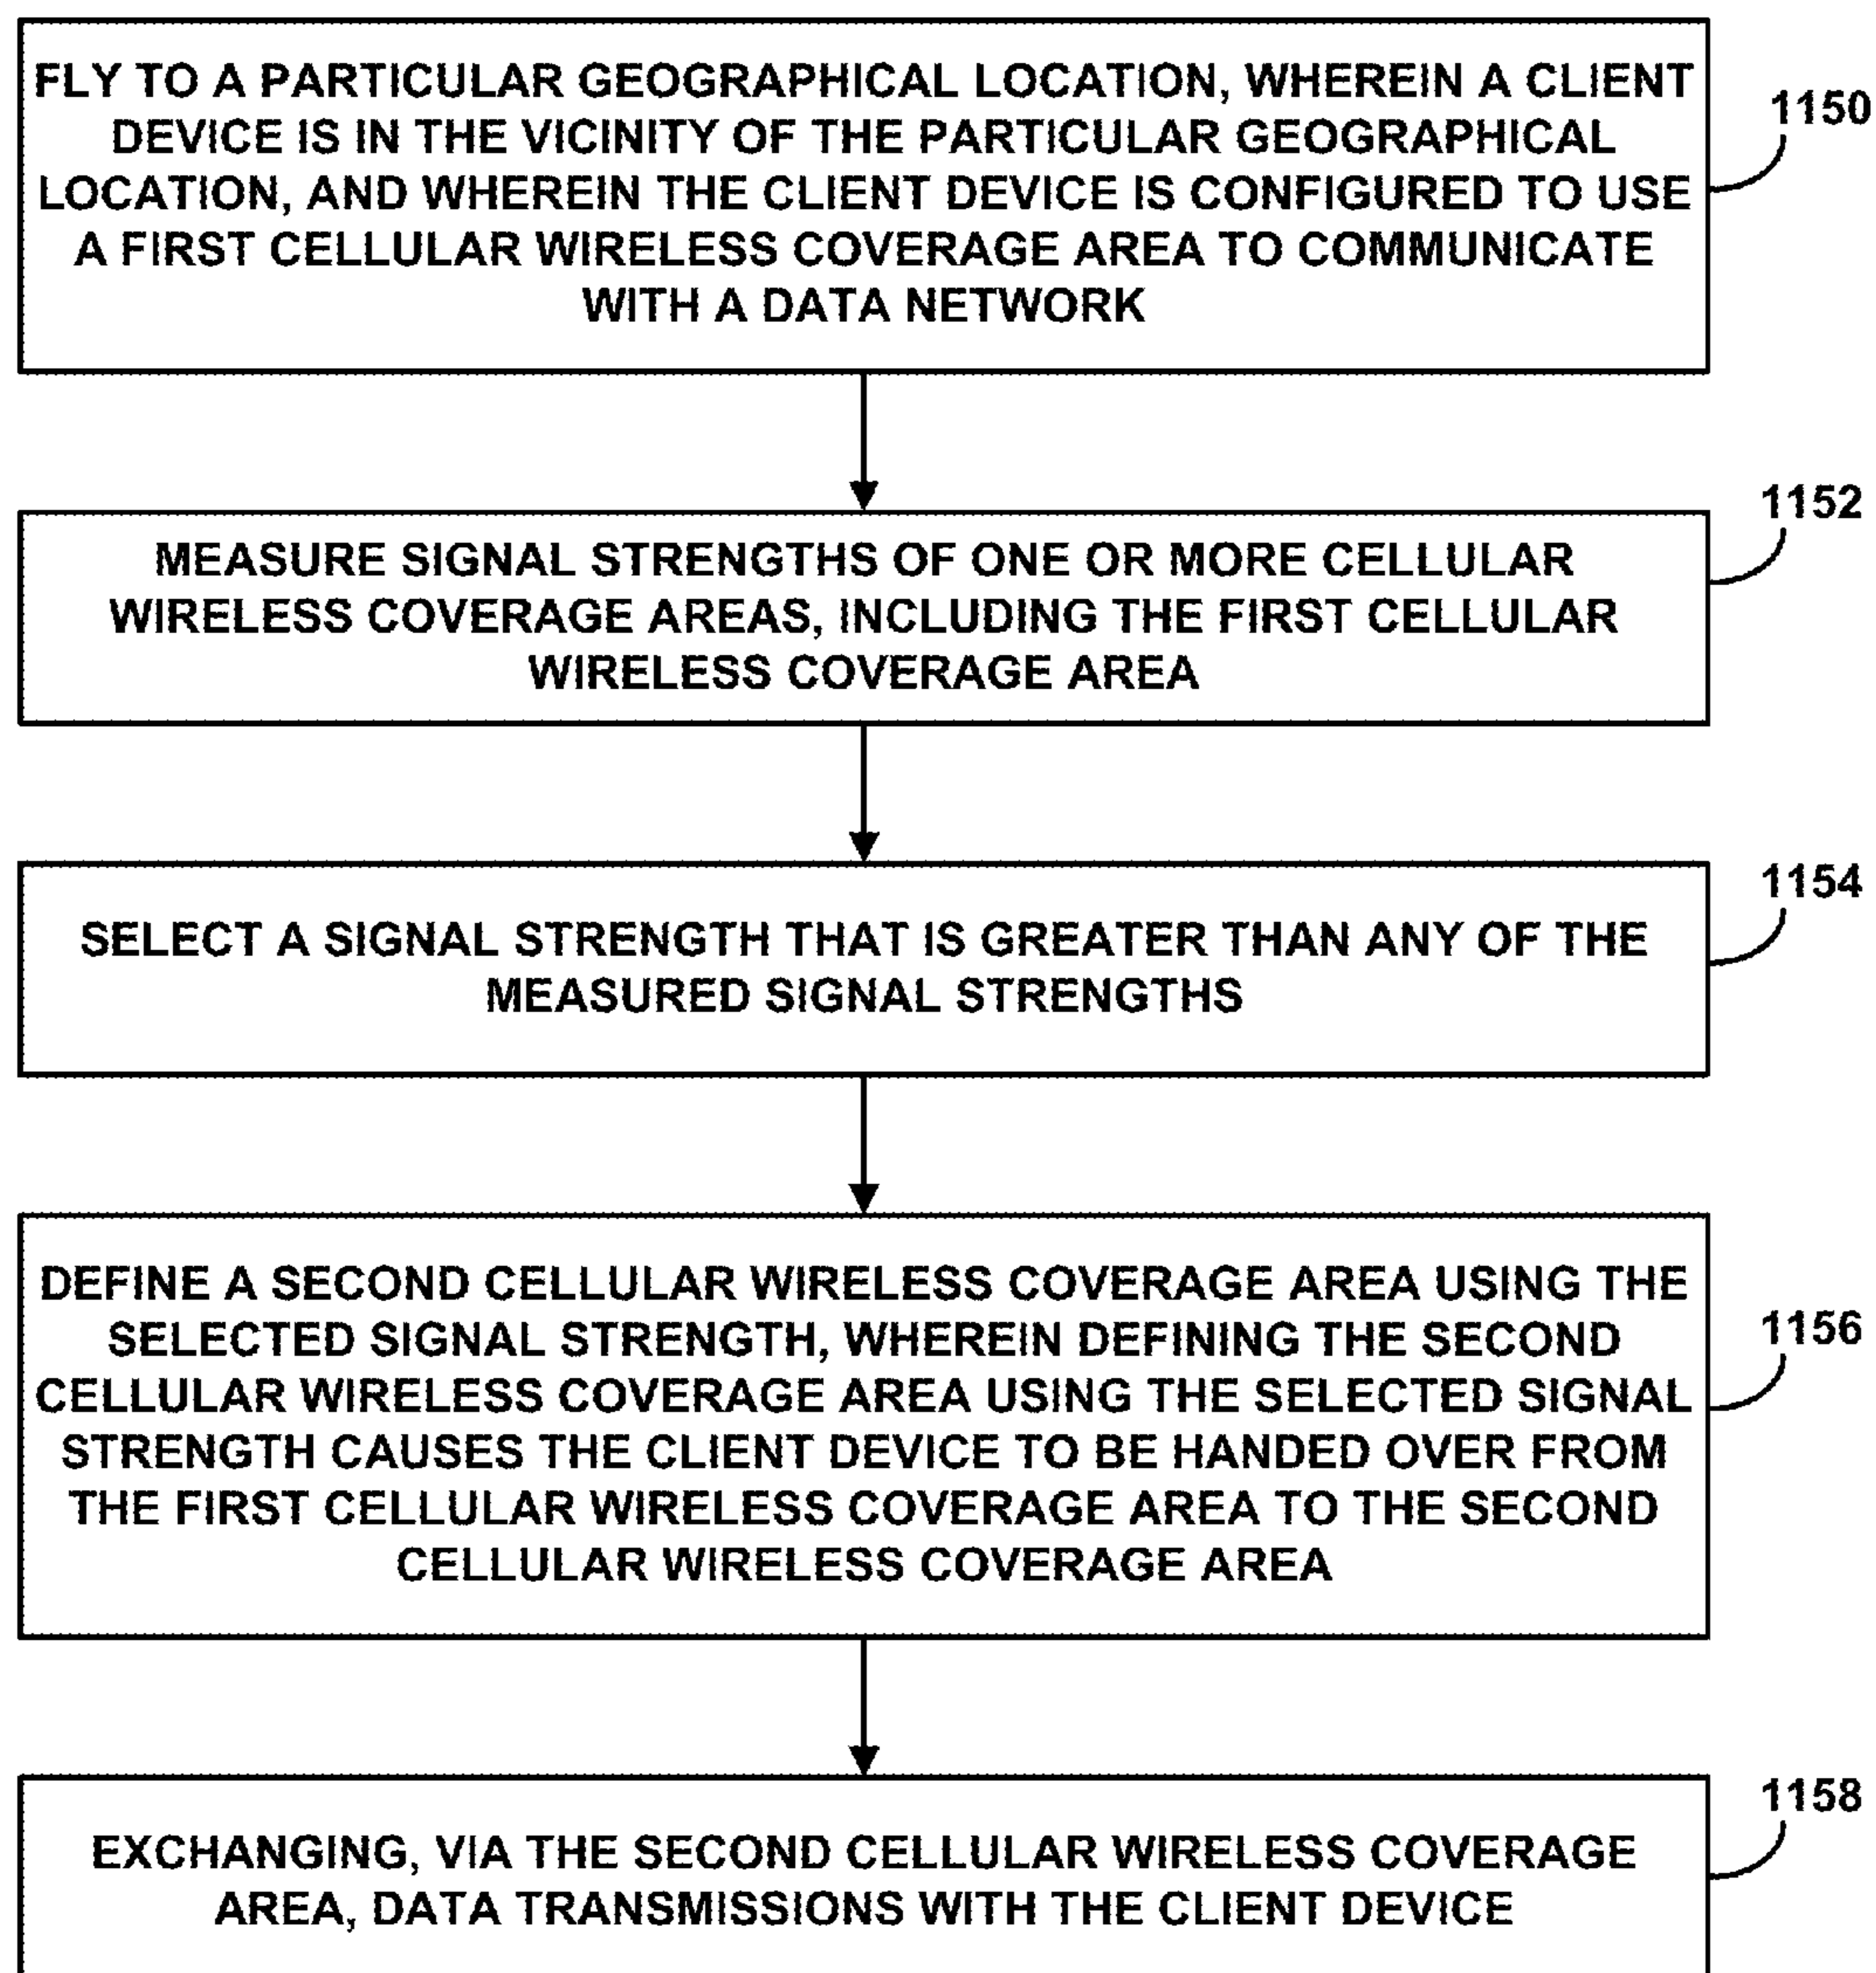 FLY TO A PARTICULAR GEOGRAPHICAL LOCATION, WHEREIN A CLIENT
DEVICE IS IN THE VICINITY OF THE PARTICULAR GEOGRAPHICAL
LOCATION, AND WHEREIN THE CLIENT DEVICE IS CONFIGURED TO USE
A FIRST CELLULAR WIRELESS COVERAGE AREA TO COMMUNICATE
WITH A DATA NETWORK
1150
MEASURE SIGNAL STRENGTHS OF ONE OR MORE CELLULAR
WIRELESS COVERAGE AREAS, INCLUDING THE FIRST CELLULAR
WIRELESS COVERAGE AREA
1152
SELECT A SIGNAL STRENGTH THAT IS GREATER THAN ANY OF THE
MEASURED SIGNAL STRENGTHS
1154
DEFINE A SECOND CELLULAR WIRELESS COVERAGE AREA USING THE
SELECTED SIGNAL STRENGTH, WHEREIN DEFINING THE SECOND
CELLULAR WIRELESS COVERAGE AREA USING THE SELECTED SIGNAL
STRENGTH CAUSES THE CLIENT DEVICE TO BE HANDED OVER FROM
THE FIRST CELLULAR WIRELESS COVERAGE AREA TO THE SECOND
CELLULAR WIRELESS COVERAGE AREA
1156
EXCHANGING, VIA THE SECOND CELLULAR WIRELESS COVERAGE
AREA, DATA TRANSMISSIONS WITH THE CLIENT DEVICE
1158